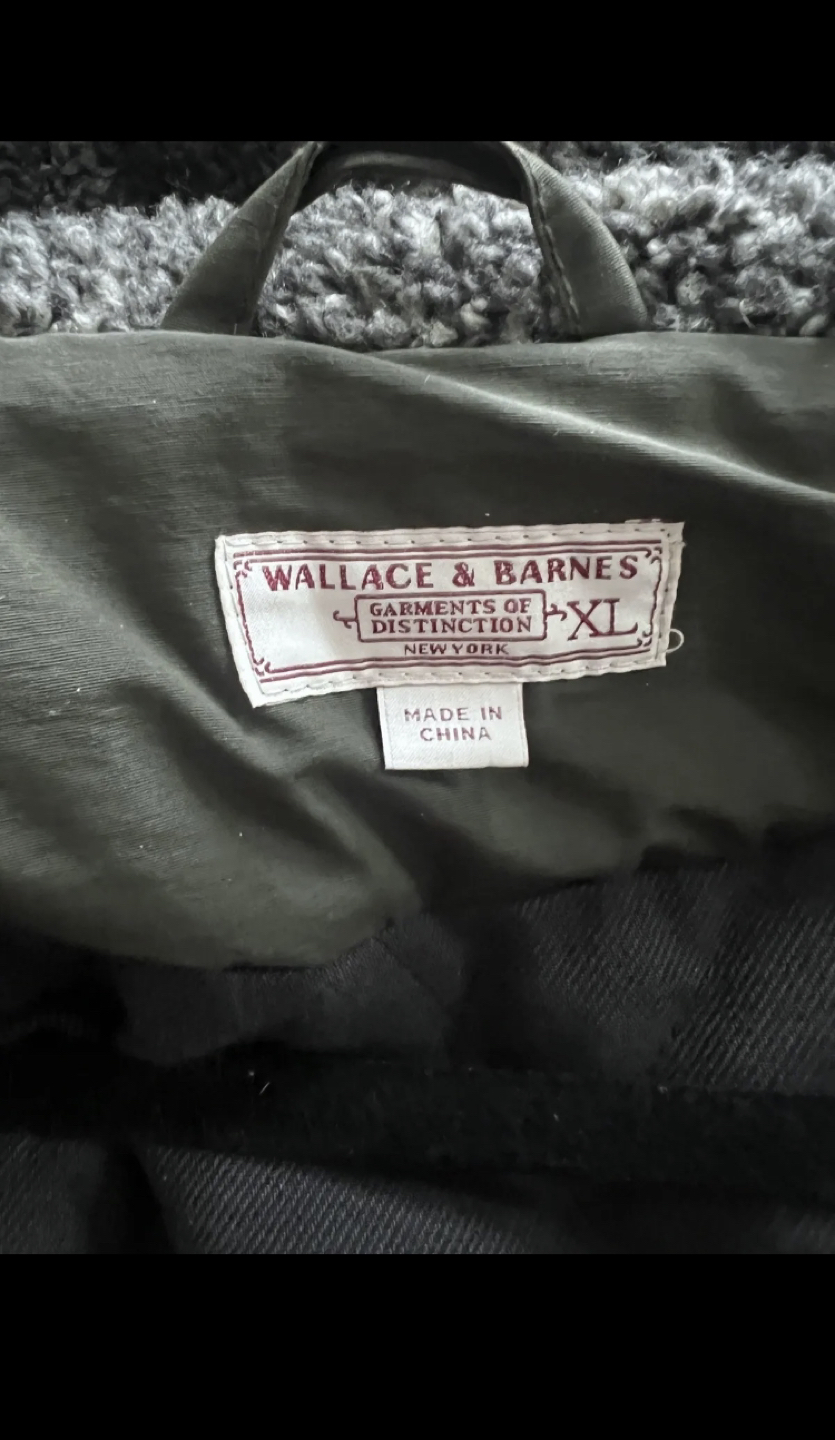 WALLACE & BARNES
GARMENTS OF
DISTINCTION
XL
NEW YORK
MADE IN
CHINA